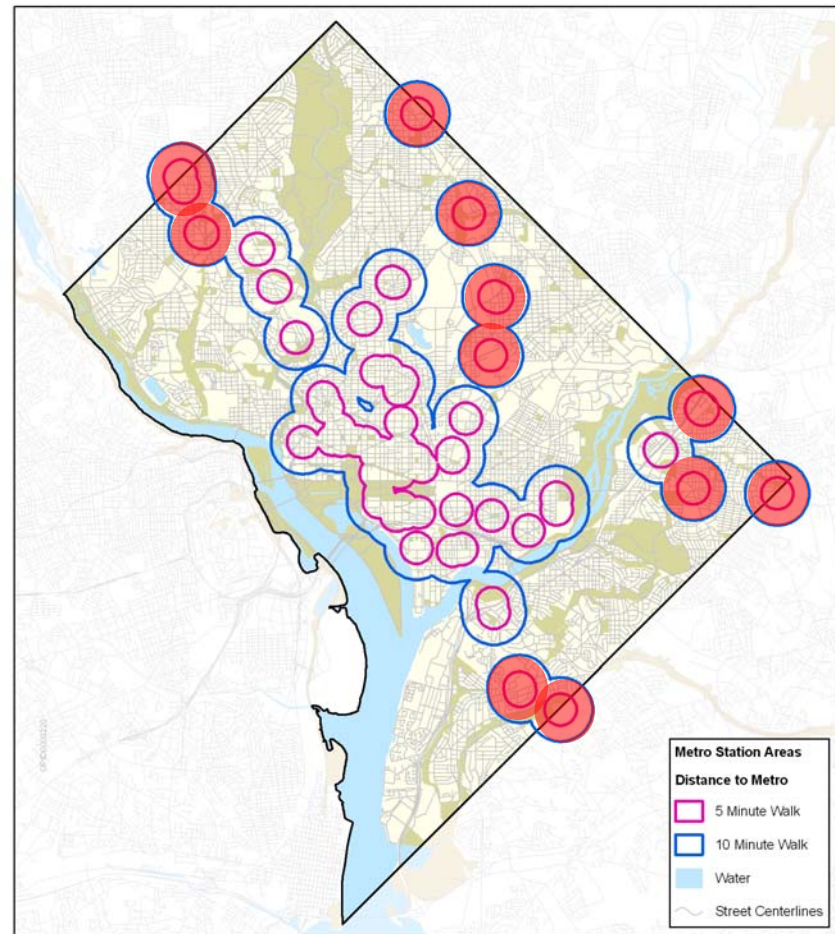 Metro Station Areas
Distance to Metro
5 Minute Walk
10 Minute Walk
Water
Street Centerlines